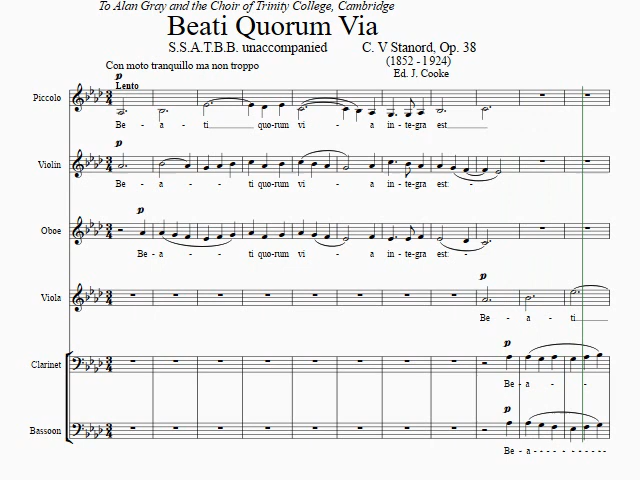 To Alan Gray and the Choir of Trinity College, Cambridge
Beati Quorum Via
S.S.A.T.B.B. unaccompanied C. V Stanord, Op. 38
(1852 - 1924)
Ed. J. Cooke
Con moto tranquillo ma non troppo
p
Lento
Piccolo
Be - a - ti____ quo-rum vi - a in-te-gra est____
p
Violin
Be - a - ti quo-rum vi - a in-te-gra est: -
p
Oboe
Be - a - ti quo-rum vi - a in-te-gra est: -
p
Viola
Be - a - ti____
p
Clarinet
Be - a - -
p
Bassoon
Be - a - - - - - - - - - - -